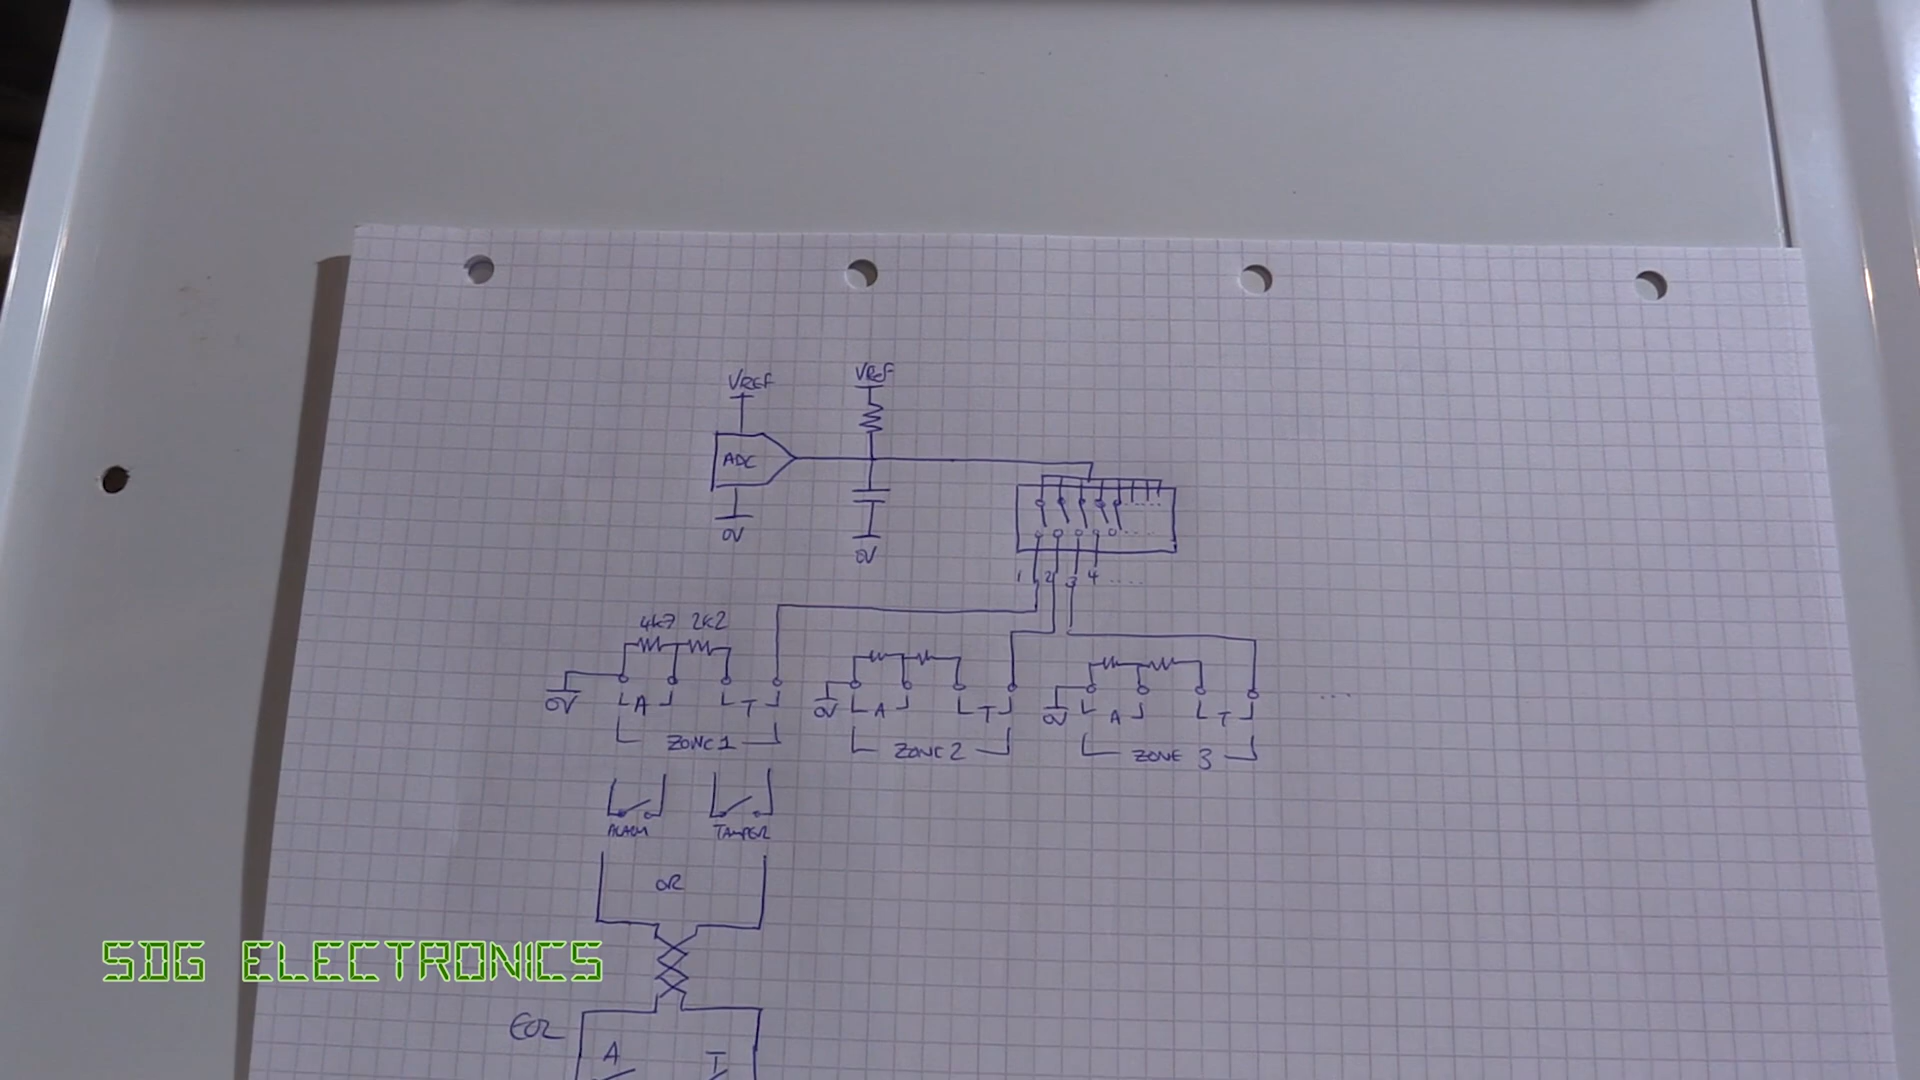 VREF VREF
ADC
0V 0V
1 2 3 4 ....
4k7 2k2
0V A T 0V A T 0V A T ...
ZONE 1 ZONE 2 ZONE 3
ALARM TAMPER
OR
SDG ELECTRONICS
EOL
A T